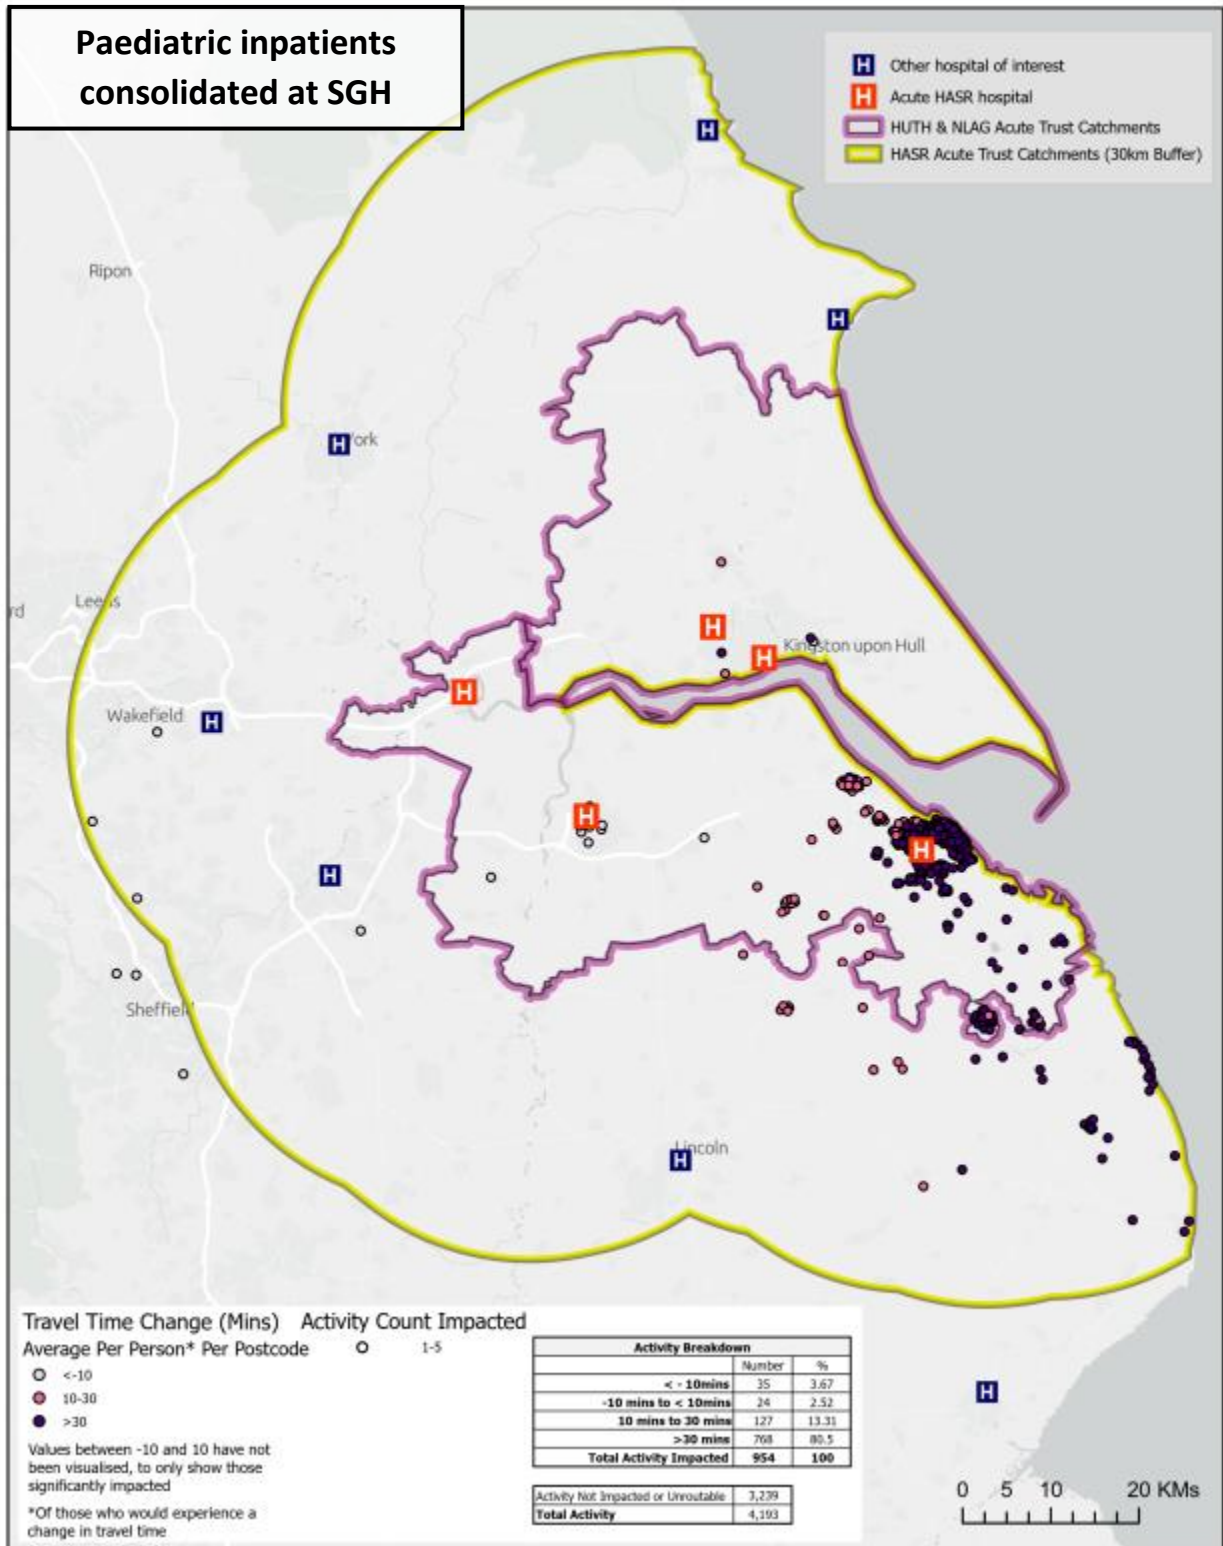 Paediatric inpatients
consolidated at SGH
H Other hospital of interest
H Acute HASR hospital
HUTH & NLAG Acute Trust Catchments
HASR Acute Trust Catchments (30km Buffer)
H
Ripon
H
H
ork
Leeds
rd
H
Kingston upon Hull
H
H
Wakefield
H
H
H
H
Sheffield
Lincoln
H
H
Travel Time Change (Mins) Activity Count Impacted
Average Per Person* Per Postcode 1-5
<-10
10-30
>30
Values between -10 and 10 have not
been visualised, to only show those
significantly impacted
*Of those who would experience a
change in travel time
Activity Breakdown
Number %
< - 10mins 35 3.67
-10 mins to < 10mins 24 2.52
10 mins to 30 mins 127 13.31
>30 mins 768 80.5
Total Activity Impacted 954 100
Activity Not Impacted or Unroutable 3,239
Total Activity 4,193
0 5 10 20 KMs